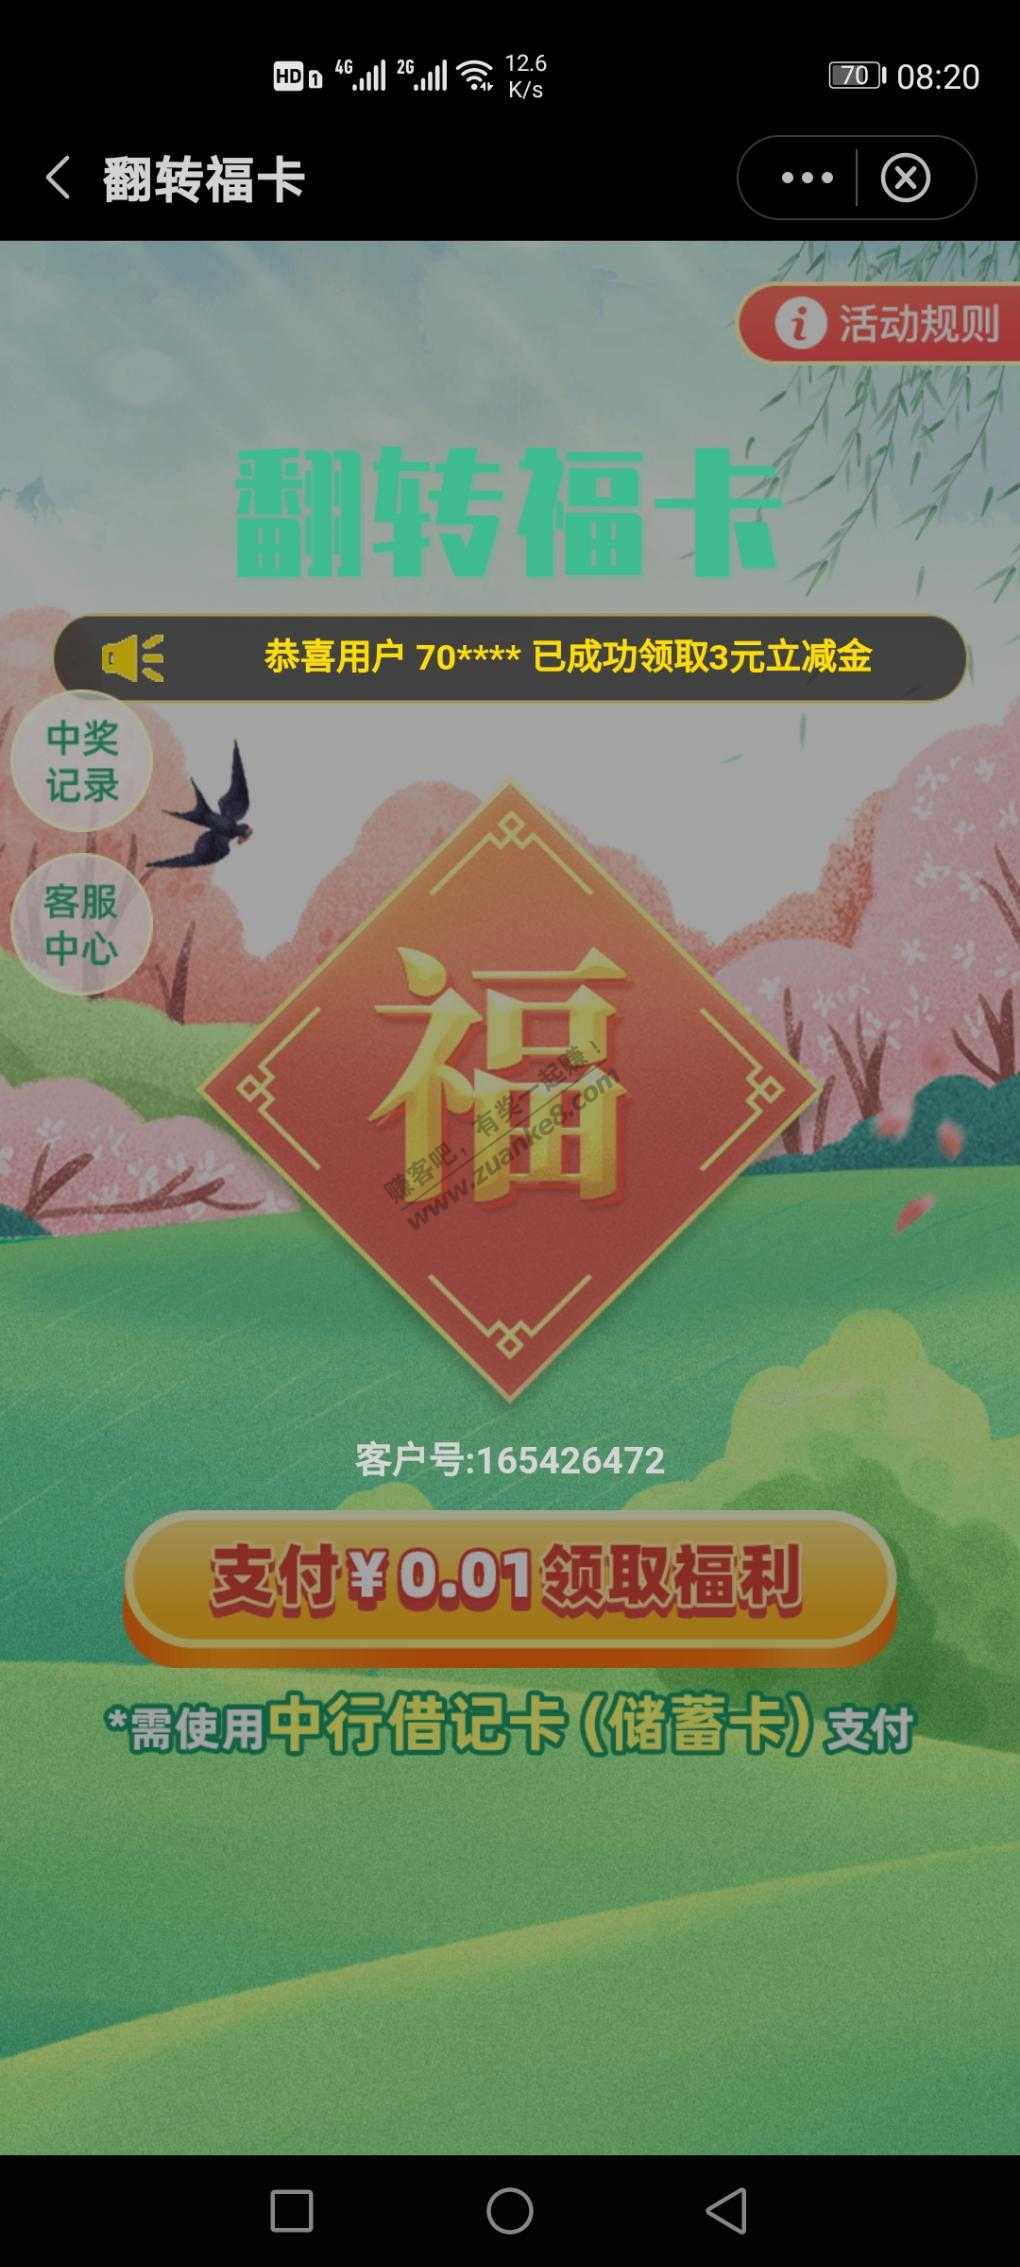 HD 1 4G 2G 12.6 K/s 70 08:20
翻转福卡
活动规则
翻转福卡
恭喜用户 70**** 已成功领取3元立减金
中奖
记录
客服
中心
福
赚客吧，有奖一起赚！
www.zuanke8.com
客户号:165426472
支付¥0.01领取福利
*需使用中行借记卡(储蓄卡)支付